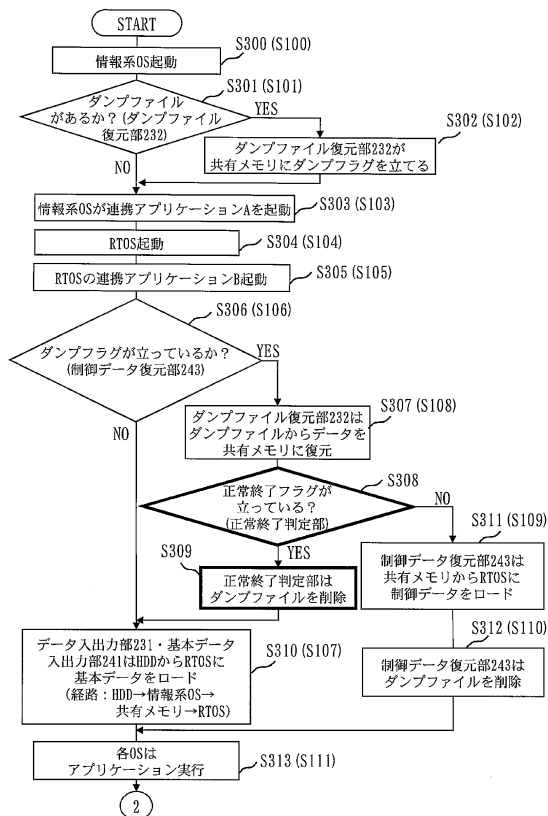 START
S300(S100)
情報系OS起動
S301(S101)
ダンプファイル
があるか？(ダンプファイル
復元部232)
YES
NO
S302(S102)
ダンプファイル復元部232が
共有メモリにダンプフラグを立てる
情報系OSが連携アプリケーションAを起動
S303(S103)
RTOS起動
S304(S104)
RTOSの連携アプリケーションB起動
S305(S105)
S306(S106)
ダンプフラグが立っているか？
(制御データ復元部243)
YES
NO
S307(S108)
ダンプファイル復元部232は
ダンプファイルからデータを
共有メモリに復元
S308
正常終了フラグが
立っている？
(正常終了判定部)
NO
YES
S309
正常終了判定部は
ダンプファイルを削除
S311(S109)
制御データ復元部243は
共有メモリからRTOSに
制御データをロード
データ入出力部231・基本データ
入出力部241はHDDからRTOSに
基本データをロード
(経路：HDD→情報系OS→
共有メモリ→RTOS)
S310(S107)
S312(S110)
制御データ復元部243は
ダンプファイルを削除
各OSは
アプリケーション実行
S313(S111)
2